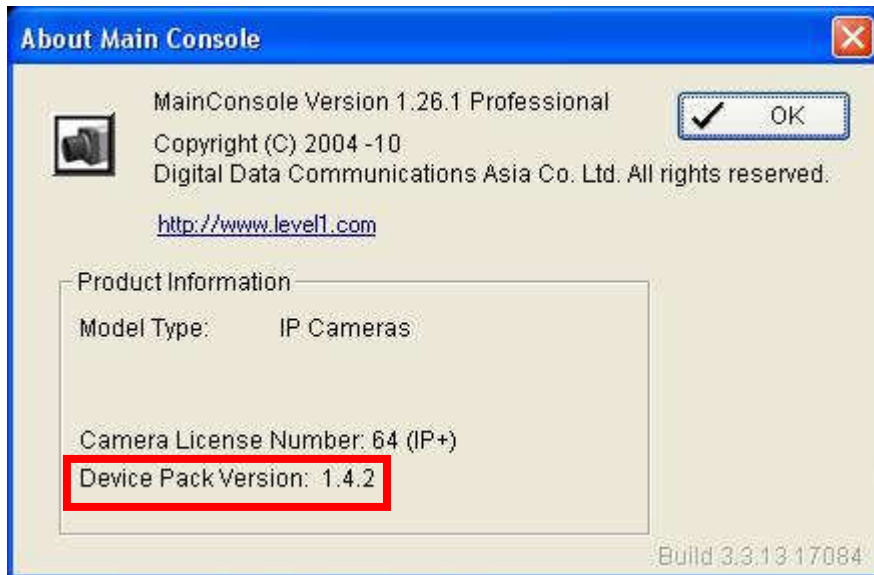 About Main Console
MainConsole Version 1.26.1 Professional
OK
Copyright (C) 2004 -10
Digital Data Communications Asia Co. Ltd. All rights reserved.
http://www.level1.com
Product Information
Model Type: IP Cameras
Camera License Number: 64 (IP+)
Device Pack Version: 1.4.2
Build 3.3.13 17084